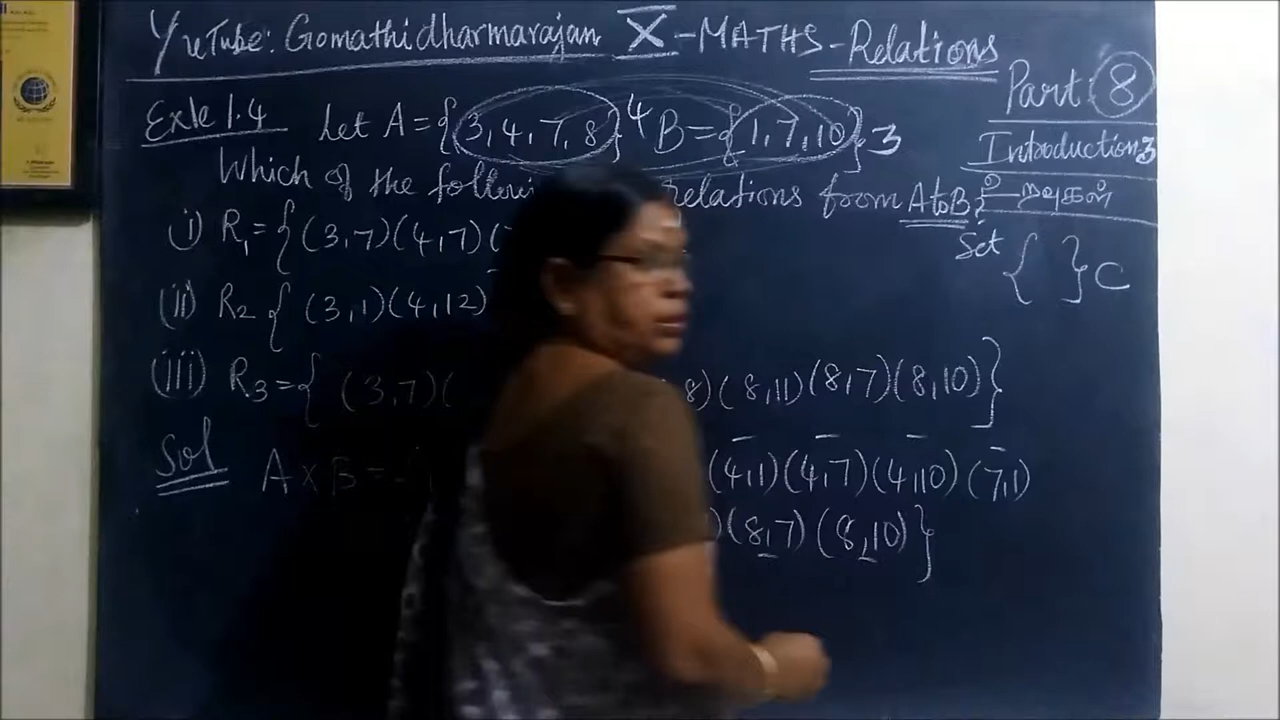 YuTube: Gomathidharmarajan X - MATHS - Relations
Part: 8
Exle 1.4 Let A = {3,4,7,8} 4 B = {1,7,10} 3
Introduction 3
Which of the relations from A to B?
i) R1 = { (3,7)(4,7)
Set { } C
(ii) R2 { (3,1)(4,12)
(iii) R3 = { (3,7) (8,11)(8,7)(8,10)}
Sol A × B = (4,1)(4,7)(4,10)(7,1)
(8,7)(8,10)}